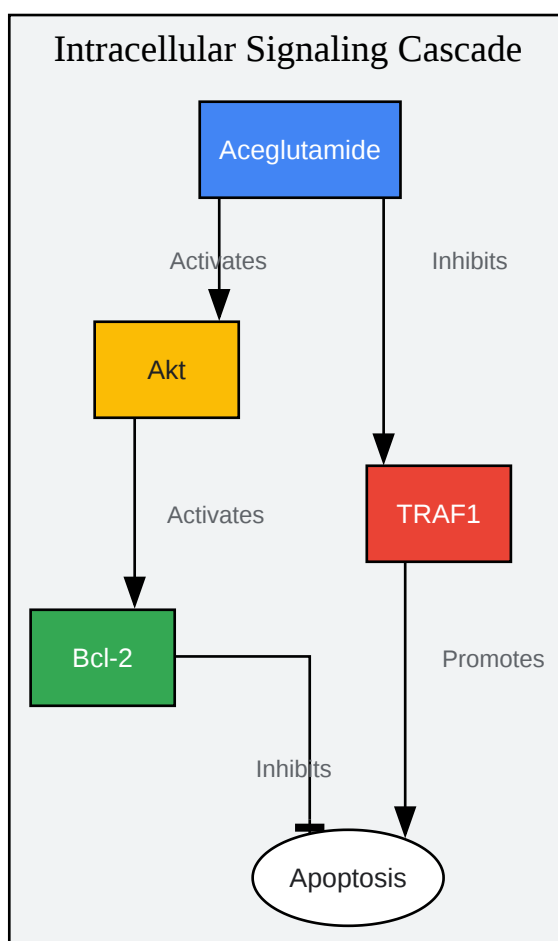 Intracellular Signaling Cascade
Aceglutamide
Activates
Inhibits
Akt
Activates
TRAF1
Bcl-2
Promotes
Inhibits
Apoptosis